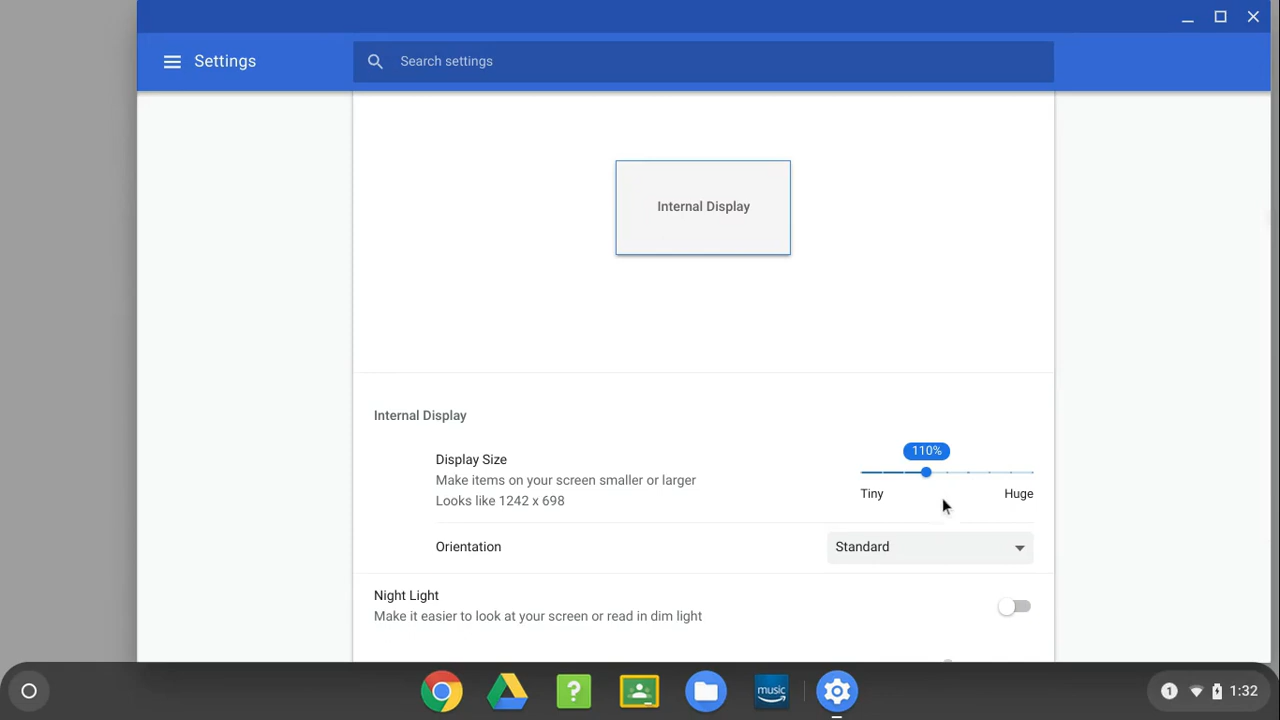 Settings
Search settings
Internal Display
Internal Display
110%
Display Size
Make items on your screen smaller or larger
Looks like 1242 x 698
Tiny
Huge
Orientation
Standard
Night Light
Make it easier to look at your screen or read in dim light
?
music
1
1:32